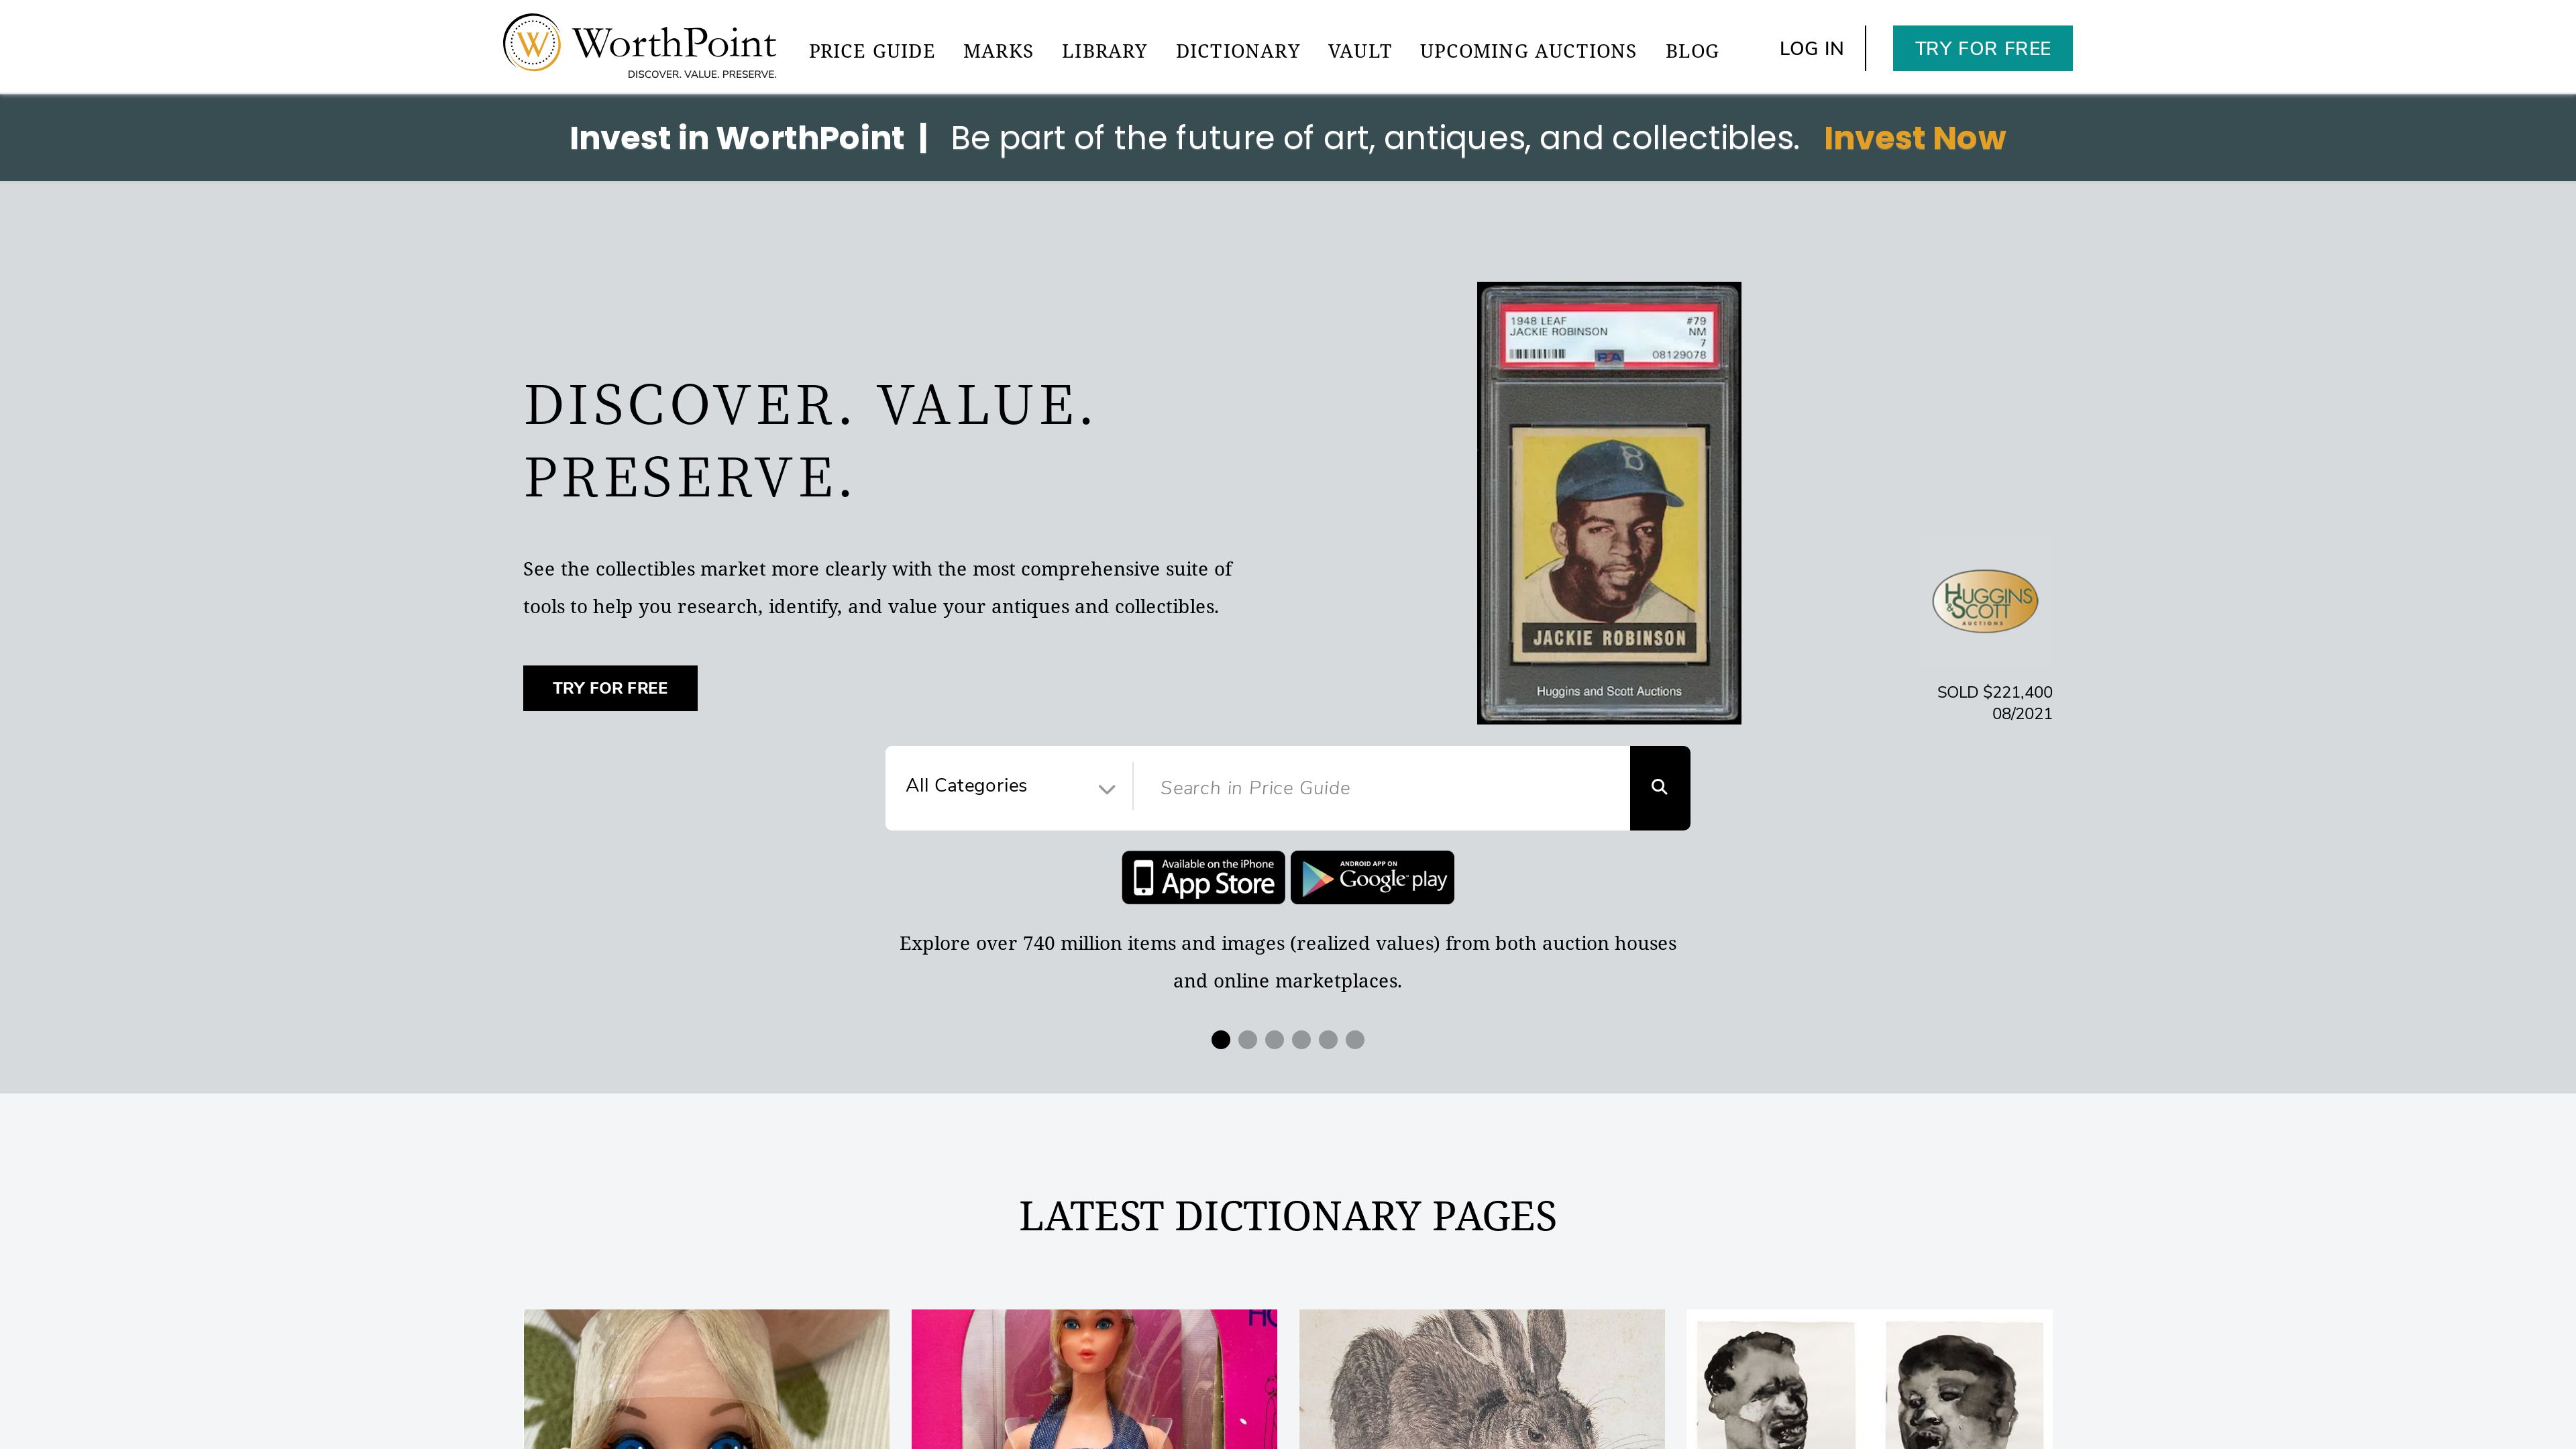 W WorthPoint
DISCOVER. VALUE. PRESERVE.
PRICE GUIDE MARKS LIBRARY DICTIONARY VAULT UPCOMING AUCTIONS BLOG LOG IN TRY FOR FREE
Invest in WorthPoint | Be part of the future of art, antiques, and collectibles. Invest Now
DISCOVER. VALUE.
PRESERVE.
See the collectibles market more clearly with the most comprehensive suite of
tools to help you research, identify, and value your antiques and collectibles.
TRY FOR FREE
1948 LEAF #79
JACKIE ROBINSON NM
7
PSA 08129078
B
JACKIE ROBINSON
Huggins and Scott Auctions
HUGGINS
& SCOTT
AUCTIONS
SOLD $221,400
08/2021
All Categories Search in Price Guide
Available on the iPhone
App Store
ANDROID APP ON
Google play
Explore over 740 million items and images (realized values) from both auction houses
and online marketplaces.
LATEST DICTIONARY PAGES